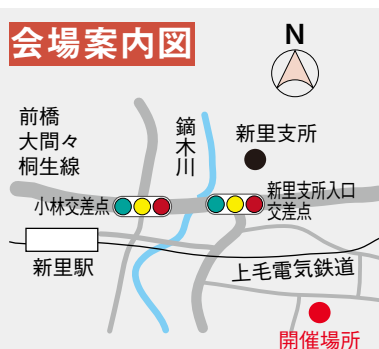 会場案内図
N
前橋
大間々
桐生線
鏑木川
新里支所
小林交差点
新里支所入口
交差点
新里駅
上毛電気鉄道
開催場所